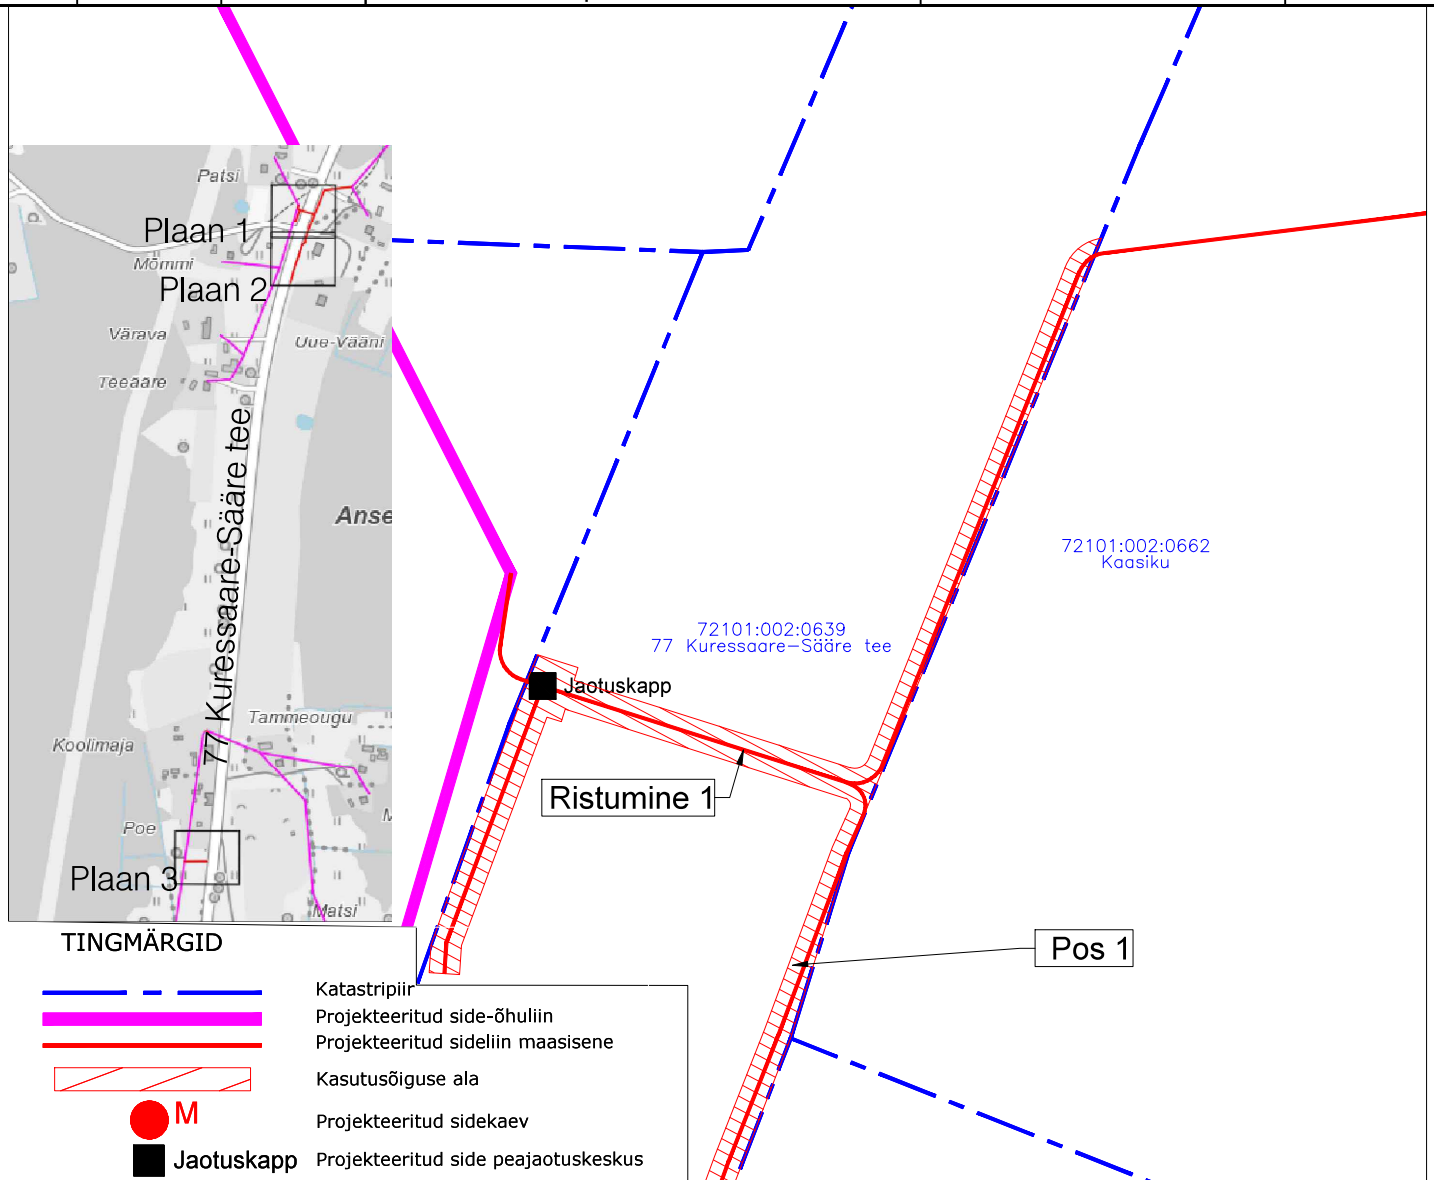 Patsi
Plaan 1
Mõmmi
Plaan 2
Värava
Uue-Vääni
Teeääre
77 Kuressaare-Sääre tee
Anse
Tammeougu
Koolimaja
Poe
Plaan 3
Matsi
72101:002:0662
Kaasiku
72101:002:0639
77 Kuressaare-Sääre tee
Jaotuskapp
Ristumine 1
Pos 1
TINGMÄRGID
Katastripiir
Projekteeritud side-õhuliin
Projekteeritud sideliin maasisene
Kasutusõiguse ala
M
Projekteeritud sidekaev
Jaotuskapp Projekteeritud side peajaotuskeskus